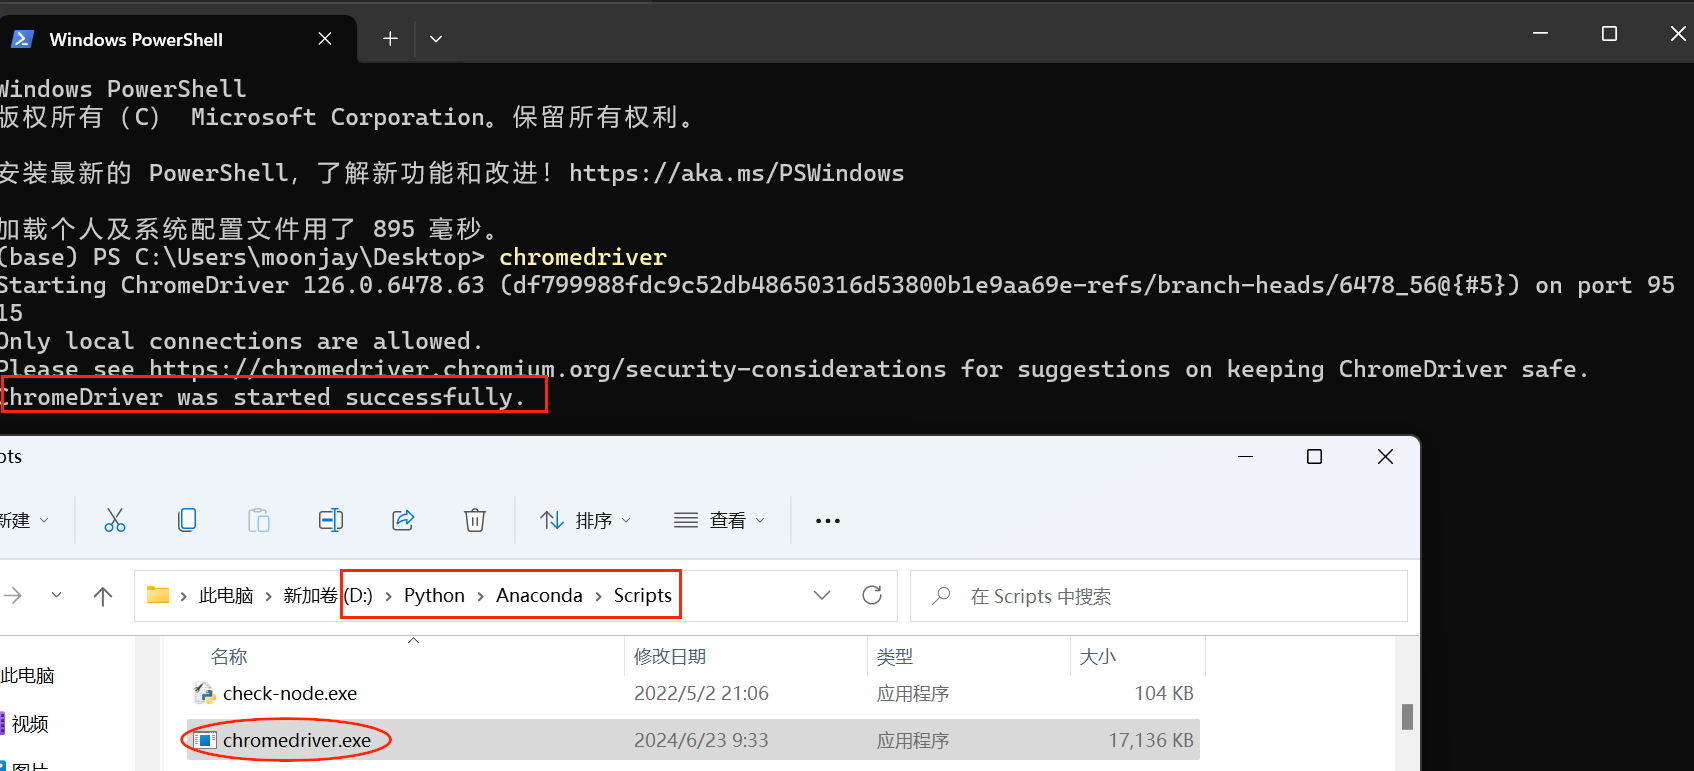 Windows PowerShell
Windows PowerShell
版权所有（C） Microsoft Corporation。保留所有权利。
安装最新的 PowerShell，了解新功能和改进！https://aka.ms/PSWindows
加载个人及系统配置文件用了 895 毫秒。
(base) PS C:\Users\moonjay\Desktop> chromedriver
Starting ChromeDriver 126.0.6478.63 (df799988fdc9c52db48650316d53800b1e9aa69e-refs/branch-heads/6478_56@{#5}) on port 95
15
Only local connections are allowed.
Please see https://chromedriver.chromium.org/security-considerations for suggestions on keeping ChromeDriver safe.
ChromeDriver was started successfully.
pts
新建 排序 查看
此电脑 新加卷 (D:) Python Anaconda Scripts 在 Scripts 中搜索
名称 修改日期 类型 大小
此电脑
check-node.exe 2022/5/2 21:06 应用程序 104 KB
视频
chromedriver.exe 2024/6/23 9:33 应用程序 17,136 KB
图片